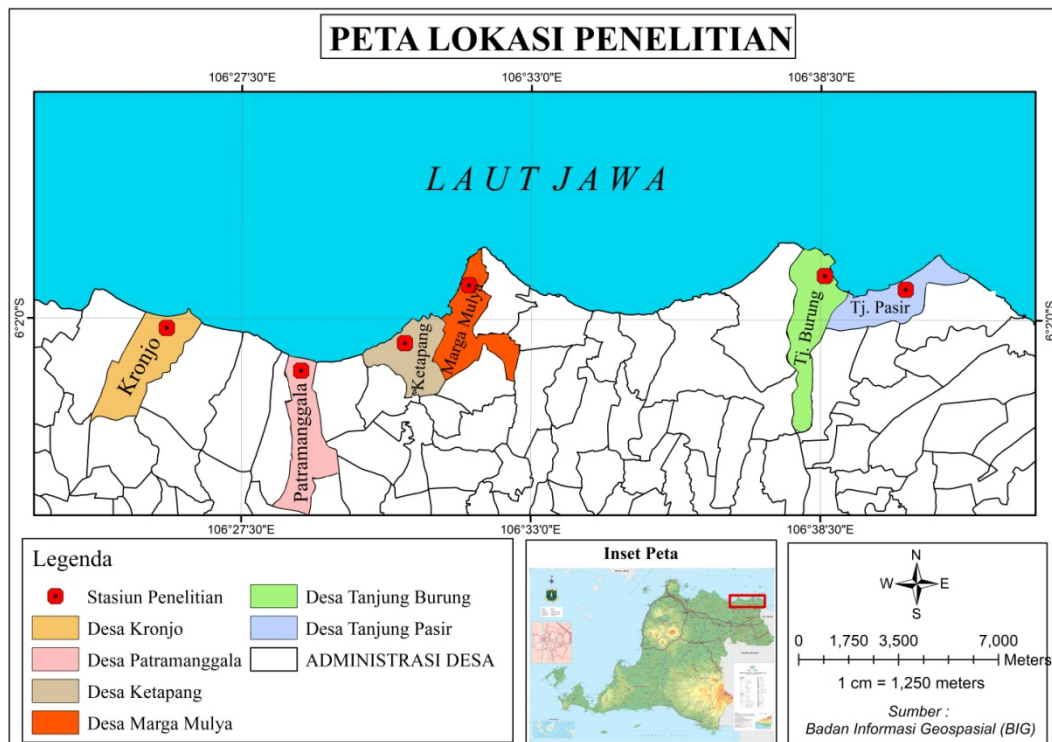 PETA LOKASI PENELITIAN
106°27'30"E
106°33'0"E
106°38'30"E
LAUT JAWA
6°2'0"S
6°2'0"S
Kronjo
Patramanggala
Ketapang
Marga Mulya
Tj. Burung
Tj. Pasir
106°27'30"E
106°33'0"E
106°38'30"E
Legenda
Stasiun Penelitian
Desa Kronjo
Desa Patramanggala
Desa Ketapang
Desa Marga Mulya
Desa Tanjung Burung
Desa Tanjung Pasir
ADMINISTRASI DESA
Inset Peta
N
W
E
S
0 1,750 3,500 7,000
Meters
1 cm = 1,250 meters
Sumber :
Badan Informasi Geospasial (BIG)